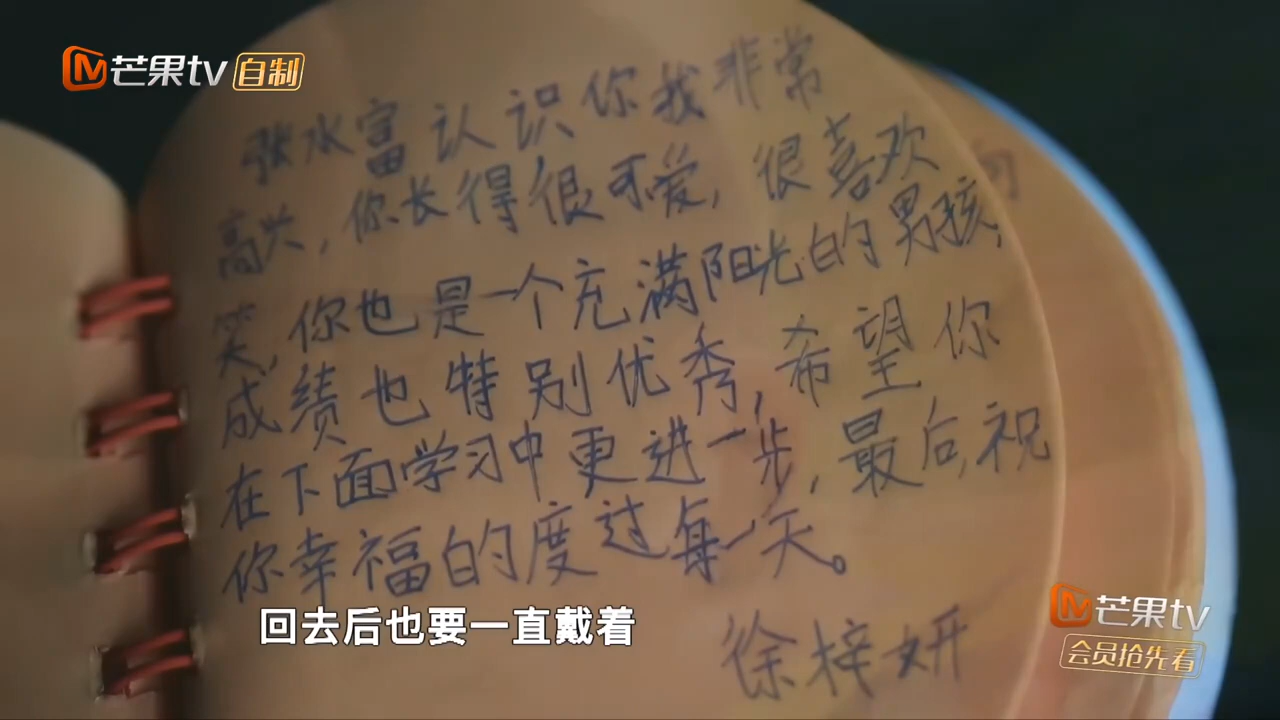 芒果tv 自制
张水富认识你我非常
高兴,你长得很可爱,很喜欢
笑,你也是一个充满阳光的男孩,
成绩也特别优秀,希望你
在下面学习中更进一步,最后,祝
你幸福的度过每一天。
徐梓妍
回去后也要一直戴着
芒果tv
会员抢先看